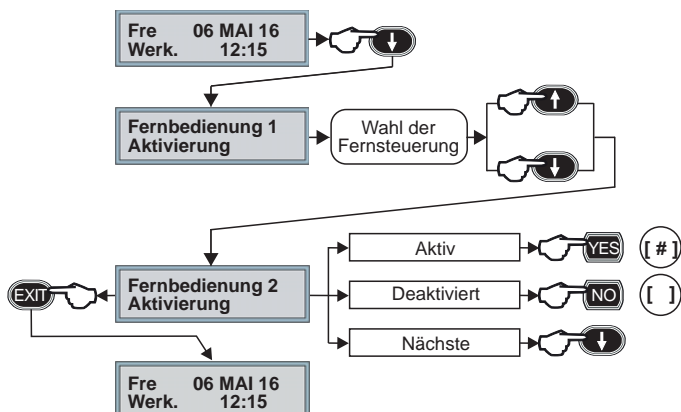 Fre 06 MAI 16
Werk. 12:15
Fernbedienung 1
Aktivierung
Wahl der
Fernsteuerung
Aktiv
YES
[ # ]
EXIT
Fernbedienung 2
Aktivierung
Deaktiviert
NO
[ ]
Nächste
Fre 06 MAI 16
Werk. 12:15